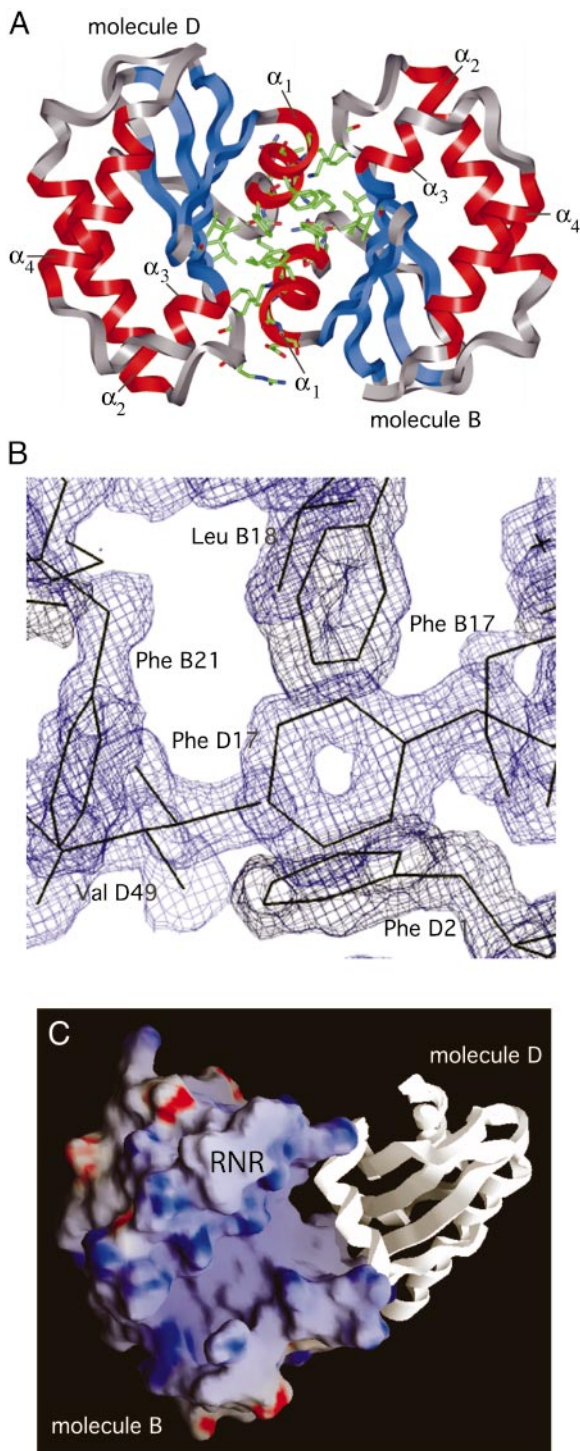 A
molecule D
α1
α2
α3
α4
α4
α3
α2
α1
molecule B
B
Leu B18
Phe B17
Phe B21
Phe D17
Val D49
Phe D21
C
molecule D
RNR
molecule B